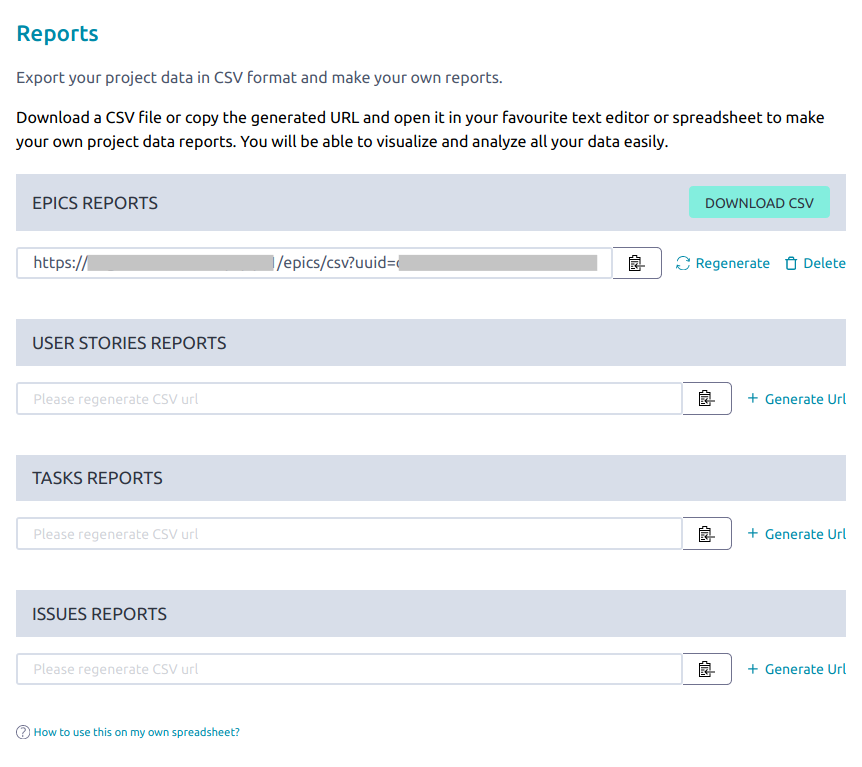 Reports
Export your project data in CSV format and make your own reports.
Download a CSV file or copy the generated URL and open it in your favourite text editor or spreadsheet to make
your own project data reports. You will be able to visualize and analyze all your data easily.
EPICS REPORTS
DOWNLOAD CSV
https:// /epics/csv?uuid=
Regenerate
Delete
USER STORIES REPORTS
Please regenerate CSV url
+ Generate Url
TASKS REPORTS
Please regenerate CSV url
+ Generate Url
ISSUES REPORTS
Please regenerate CSV url
+ Generate Url
? How to use this on my own spreadsheet?